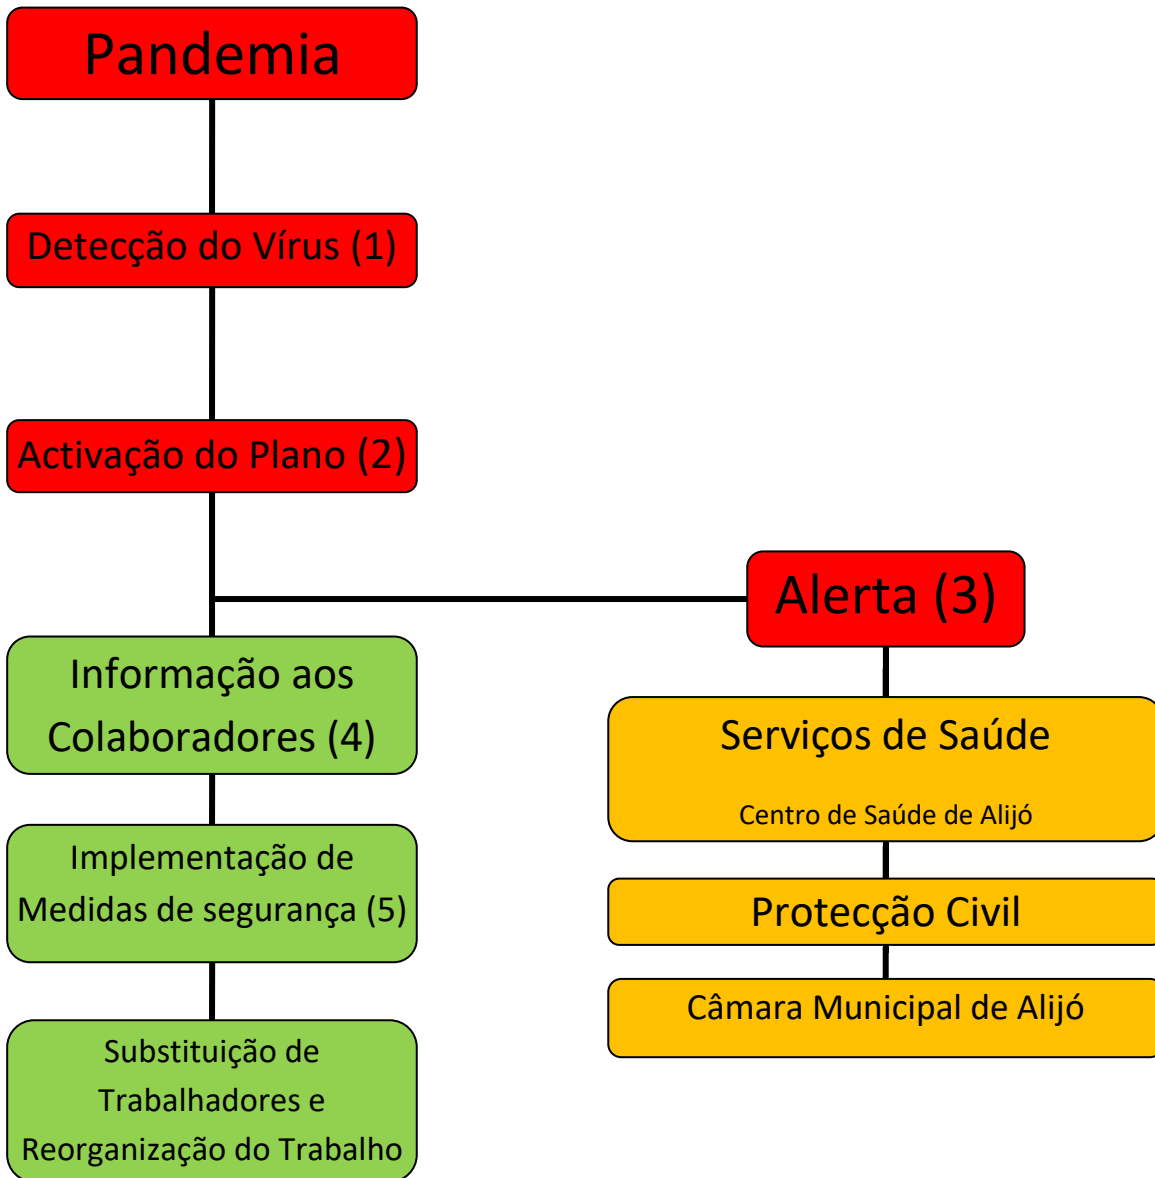 Pandemia
Detecção do Vírus (1)
Activação do Plano (2)
Alerta (3)
Informação aos
Colaboradores (4)
Implementação de
Medidas de segurança (5)
Substituição de
Trabalhadores e
Reorganização do Trabalho
Serviços de Saúde
Centro de Saúde de Alijó
Protecção Civil
Câmara Municipal de Alijó